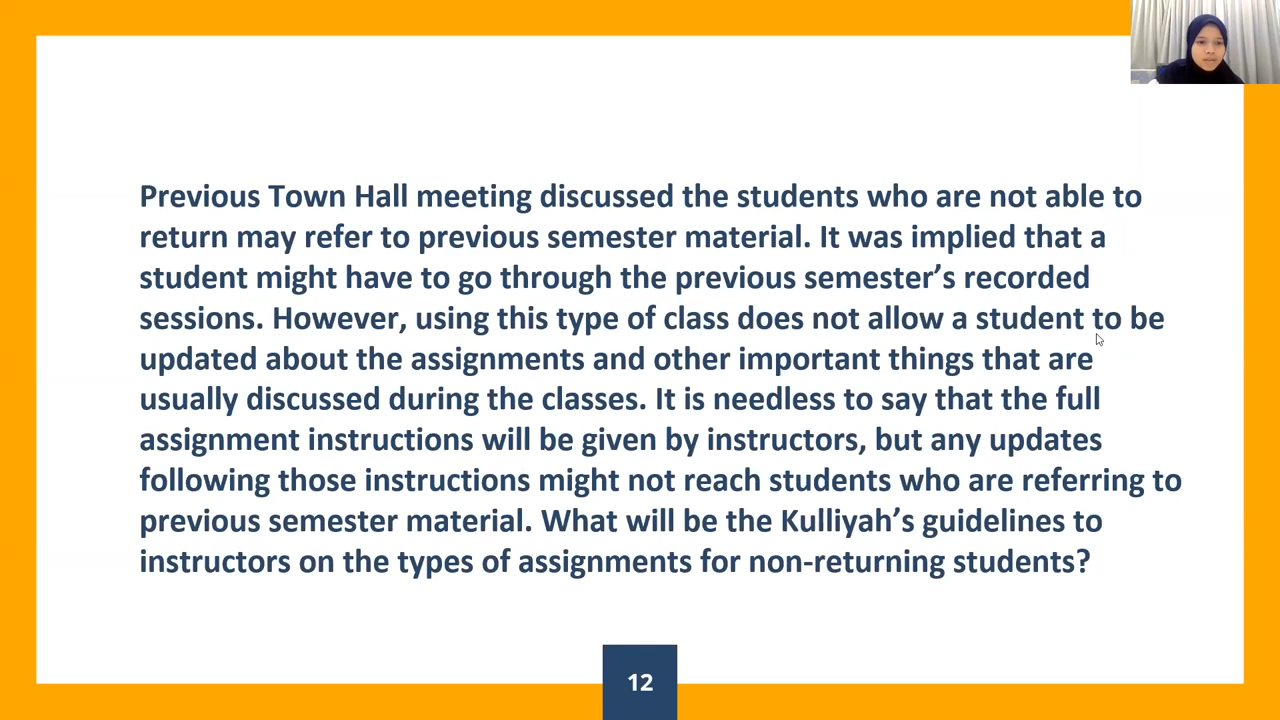 Previous Town Hall meeting discussed the students who are not able to
return may refer to previous semester material. It was implied that a
student might have to go through the previous semester’s recorded
sessions. However, using this type of class does not allow a student to be
updated about the assignments and other important things that are
usually discussed during the classes. It is needless to say that the full
assignment instructions will be given by instructors, but any updates
following those instructions might not reach students who are referring to
previous semester material. What will be the Kulliyah’s guidelines to
instructors on the types of assignments for non-returning students?
12